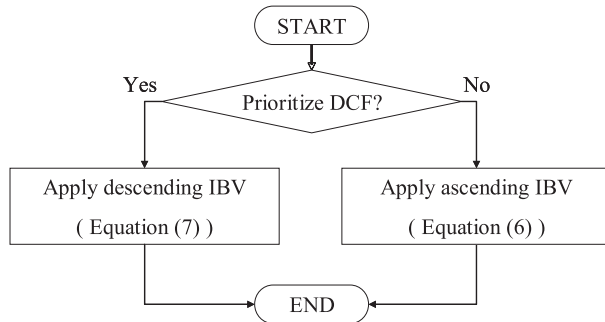 START
Yes
No
Prioritize DCF?
Apply descending IBV
( Equation (7) )
Apply ascending IBV
( Equation (6) )
END